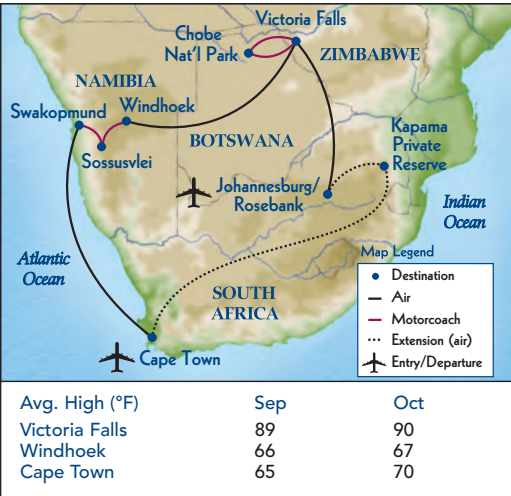 Victoria Falls
Chobe
Nat'l Park
ZIMBABWE
NAMIBIA
Swakopmund
Windhoek
Kapama
Private
Reserve
BOTSWANA
Sossusvlei
Johannesburg/
Rosebank
Indian
Ocean
Atlantic
Ocean
Map Legend
Destination
Air
Motorcoach
Extension (air)
Entry/Departure
SOUTH
AFRICA
Cape Town
Avg. High (°F) Sep Oct
Victoria Falls 89 90
Windhoek 66 67
Cape Town 65 70